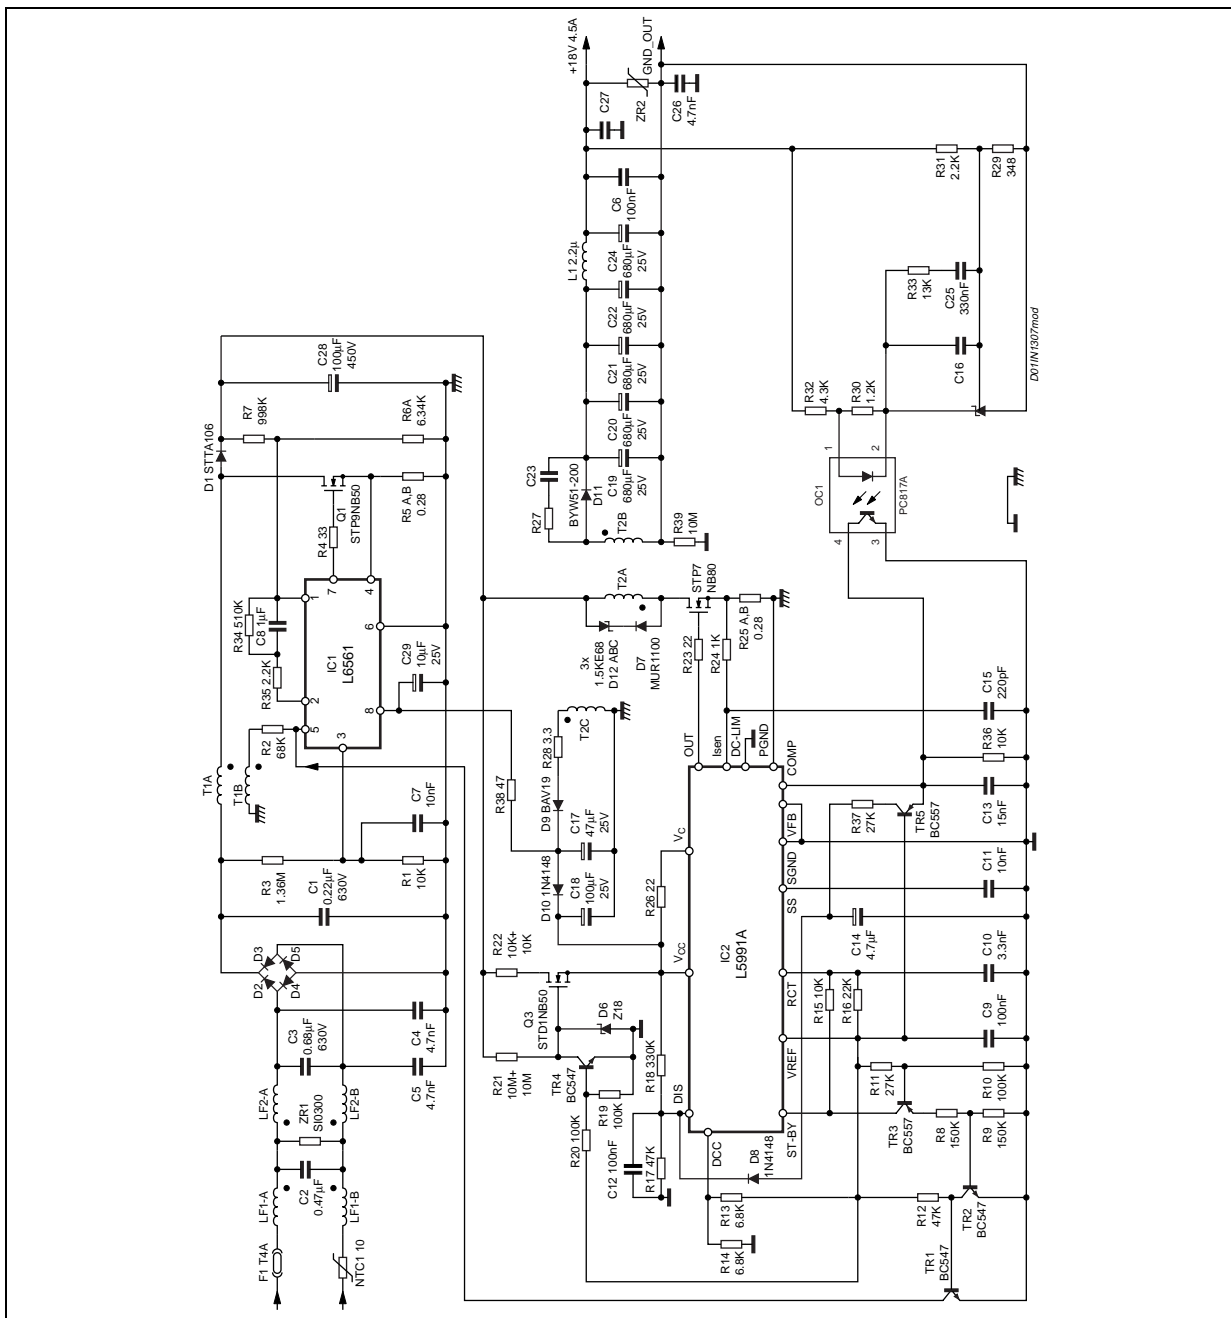 F1 T4A
LF1-A
C2
0.47µF
LF1-B
NTC1 10
LF2-A
ZR1
SI0300
LF2-B
C3
0.68µF
630V
C5
4.7nF
C4
4.7nF
D2
D3
D4
D5
C1
0.22µF
630V
R3
1.36M
R1
10K
C7
10nF
T1A
T1B
R2
68K
R35 2.2K
R34 510K
C8 1µF
5
2
1
3
IC1
L6561
7
4
8
6
C29
10µF
25V
R4 33
Q1
STP9NB50
R5 A,B
0.28
D1 STTA106
R7
998K
R6A
6.34K
C28
100µF
450V
R21
10M+
10M
R22
10K+
10K
Q3
STD1NB50
TR4
BC547
D6
Z18
R20 100K
R19
100K
C12 100nF
R17 47K
R18 330K
D10 1N4148
C18
100µF
25V
D9 BAV19
C17
47µF
25V
R38 47
R28 3.3
T2C
R26 22
3x
1.5KE68
D12 ABC
D7
MUR1100
T2A
STP7
NB80
R23 22
R24 1K
R25 A,B
0.28
T2B
R39
10M
R27
C23
BYW51-200
D11
C19
680µF
25V
C20
680µF
25V
C21
680µF
25V
C22
680µF
25V
L1 2.2µ
C24
680µF
25V
C6
100nF
C27
ZR2
C26
4.7nF
+18V 4.5A
GND_OUT
DIS
VCC
VC
OUT
Isen
DC-LIM
PGND
IC2
L5991A
DCC
ST-BY
VREF
RCT
SS
SGND
VFB
COMP
D8
1N4148
R13
6.8K
R14
6.8K
R15 10K
R16 22K
C14
4.7µF
R37
27K
TR5
BC557
R11
27K
TR3
BC557
R12
47K
R8
150K
R9
150K
R10
100K
TR1
BC547
TR2
BC547
C9
100nF
C10
3.3nF
C11
10nF
C13
15nF
R36
10K
C15
220pF
OC1
PC817A
4
3
1
2
R32
4.3K
R30
1.2K
C16
R33
13K
C25
330nF
R31
2.2K
R29
348
D01IN1307mod